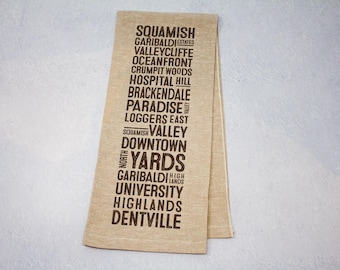 SQUAMISH
GARIBALDI ESTATES
VALLEYCLIFFE
OCEANFRONT
CRUMPIT WOODS
HOSPITAL HILL
BRACKENDALE
PARADISE VALLEY
LOGGERS EAST
SQUAMISH VALLEY
DOWNTOWN
NORTH YARDS
GARIBALDI HIGHLANDS
UNIVERSITY
HIGHLANDS
DENTVILLE